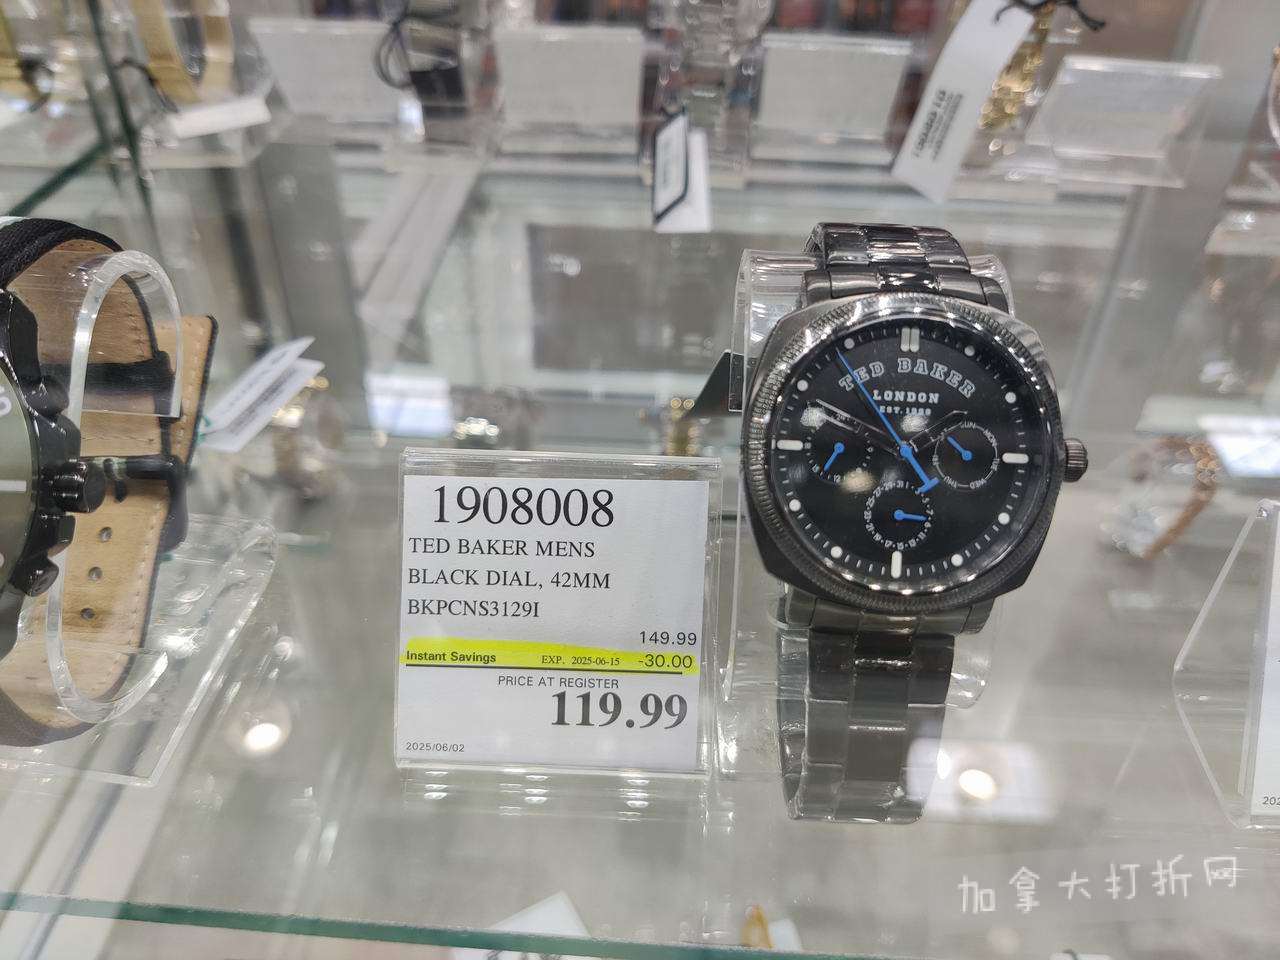 1908008
TED BAKER MENS
BLACK DIAL, 42MM
BKPCNS3129I
149.99
Instant Savings EXP. 2025-06-15 -30.00
PRICE AT REGISTER
119.99
2025/06/02
TED BAKER
LONDON
加拿大打折网